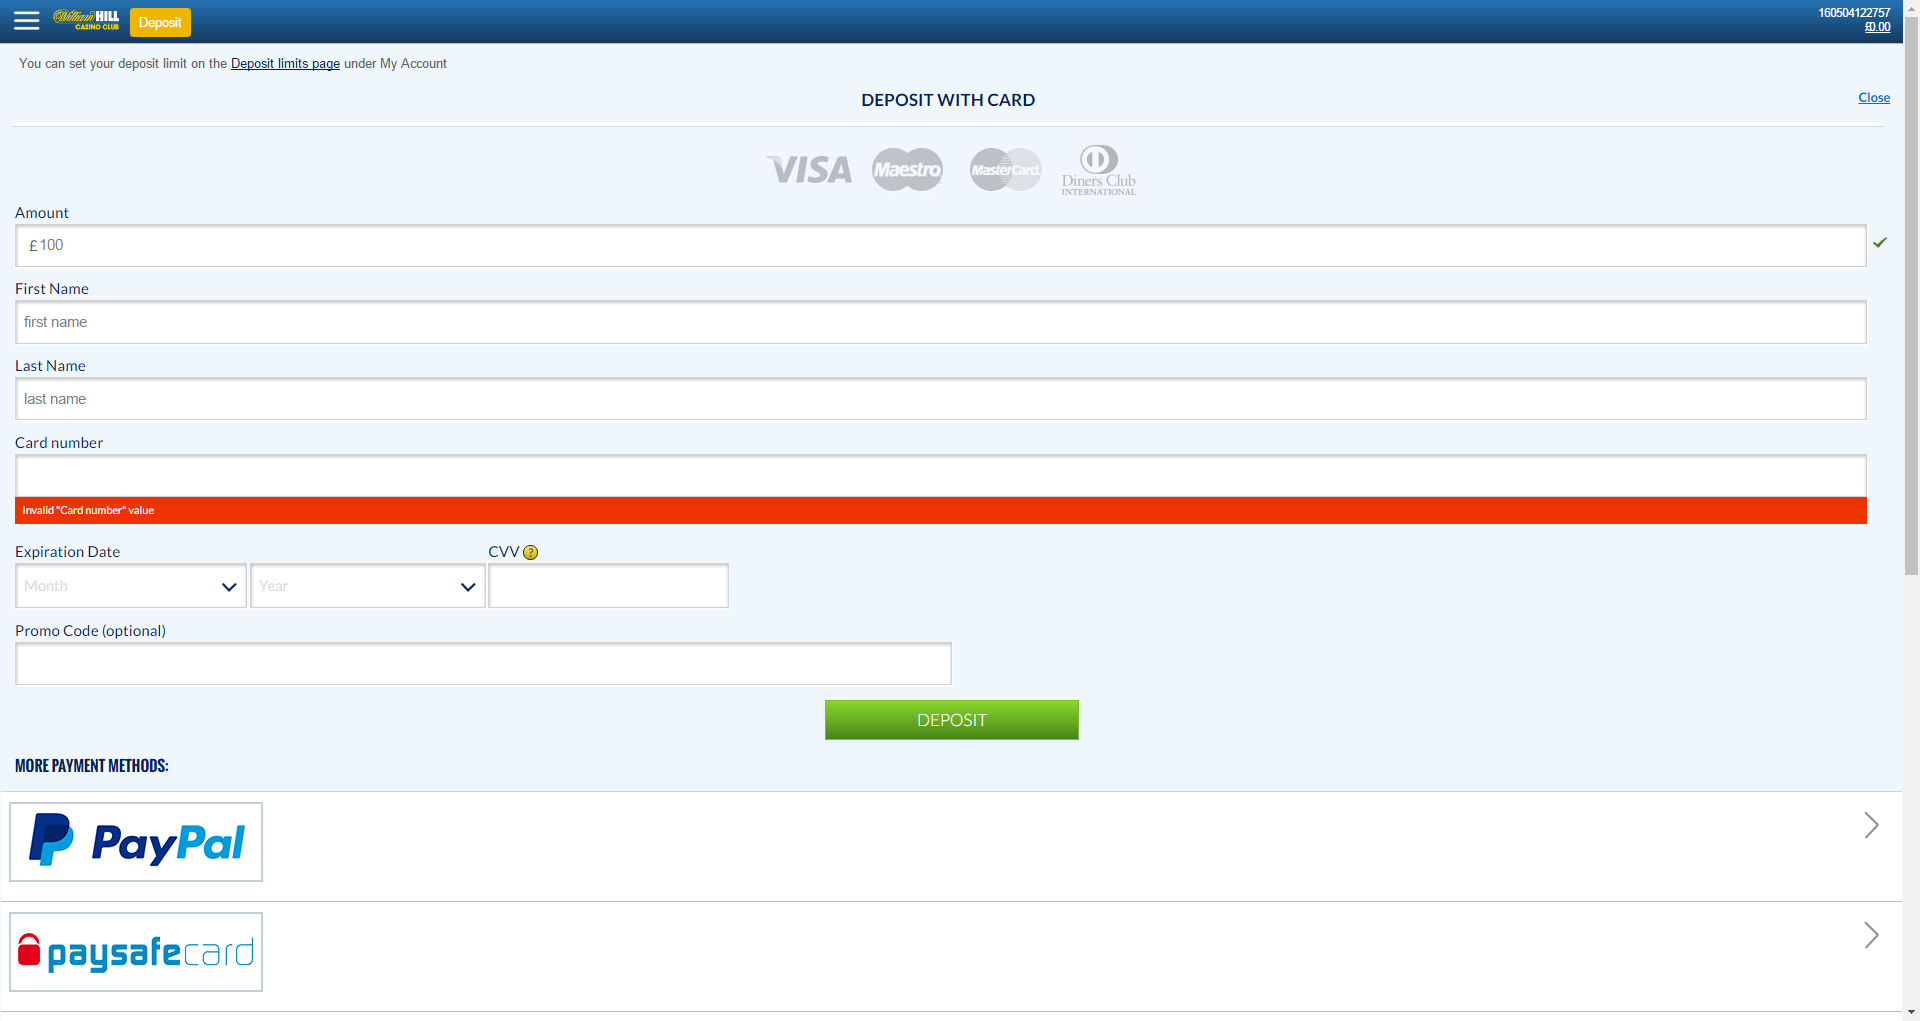 William HILL
CASINO CLUB
Deposit
160504122757
£0.00
You can set your deposit limit on the Deposit limits page under My Account
DEPOSIT WITH CARD
Close
VISA Maestro MasterCard Diners Club
INTERNATIONAL
Amount
£100
First Name
first name
Last Name
last name
Card number
Invalid "Card number" value
Expiration Date CVV ?
Month Year
Promo Code (optional)
DEPOSIT
MORE PAYMENT METHODS:
P PayPal
paysafecard